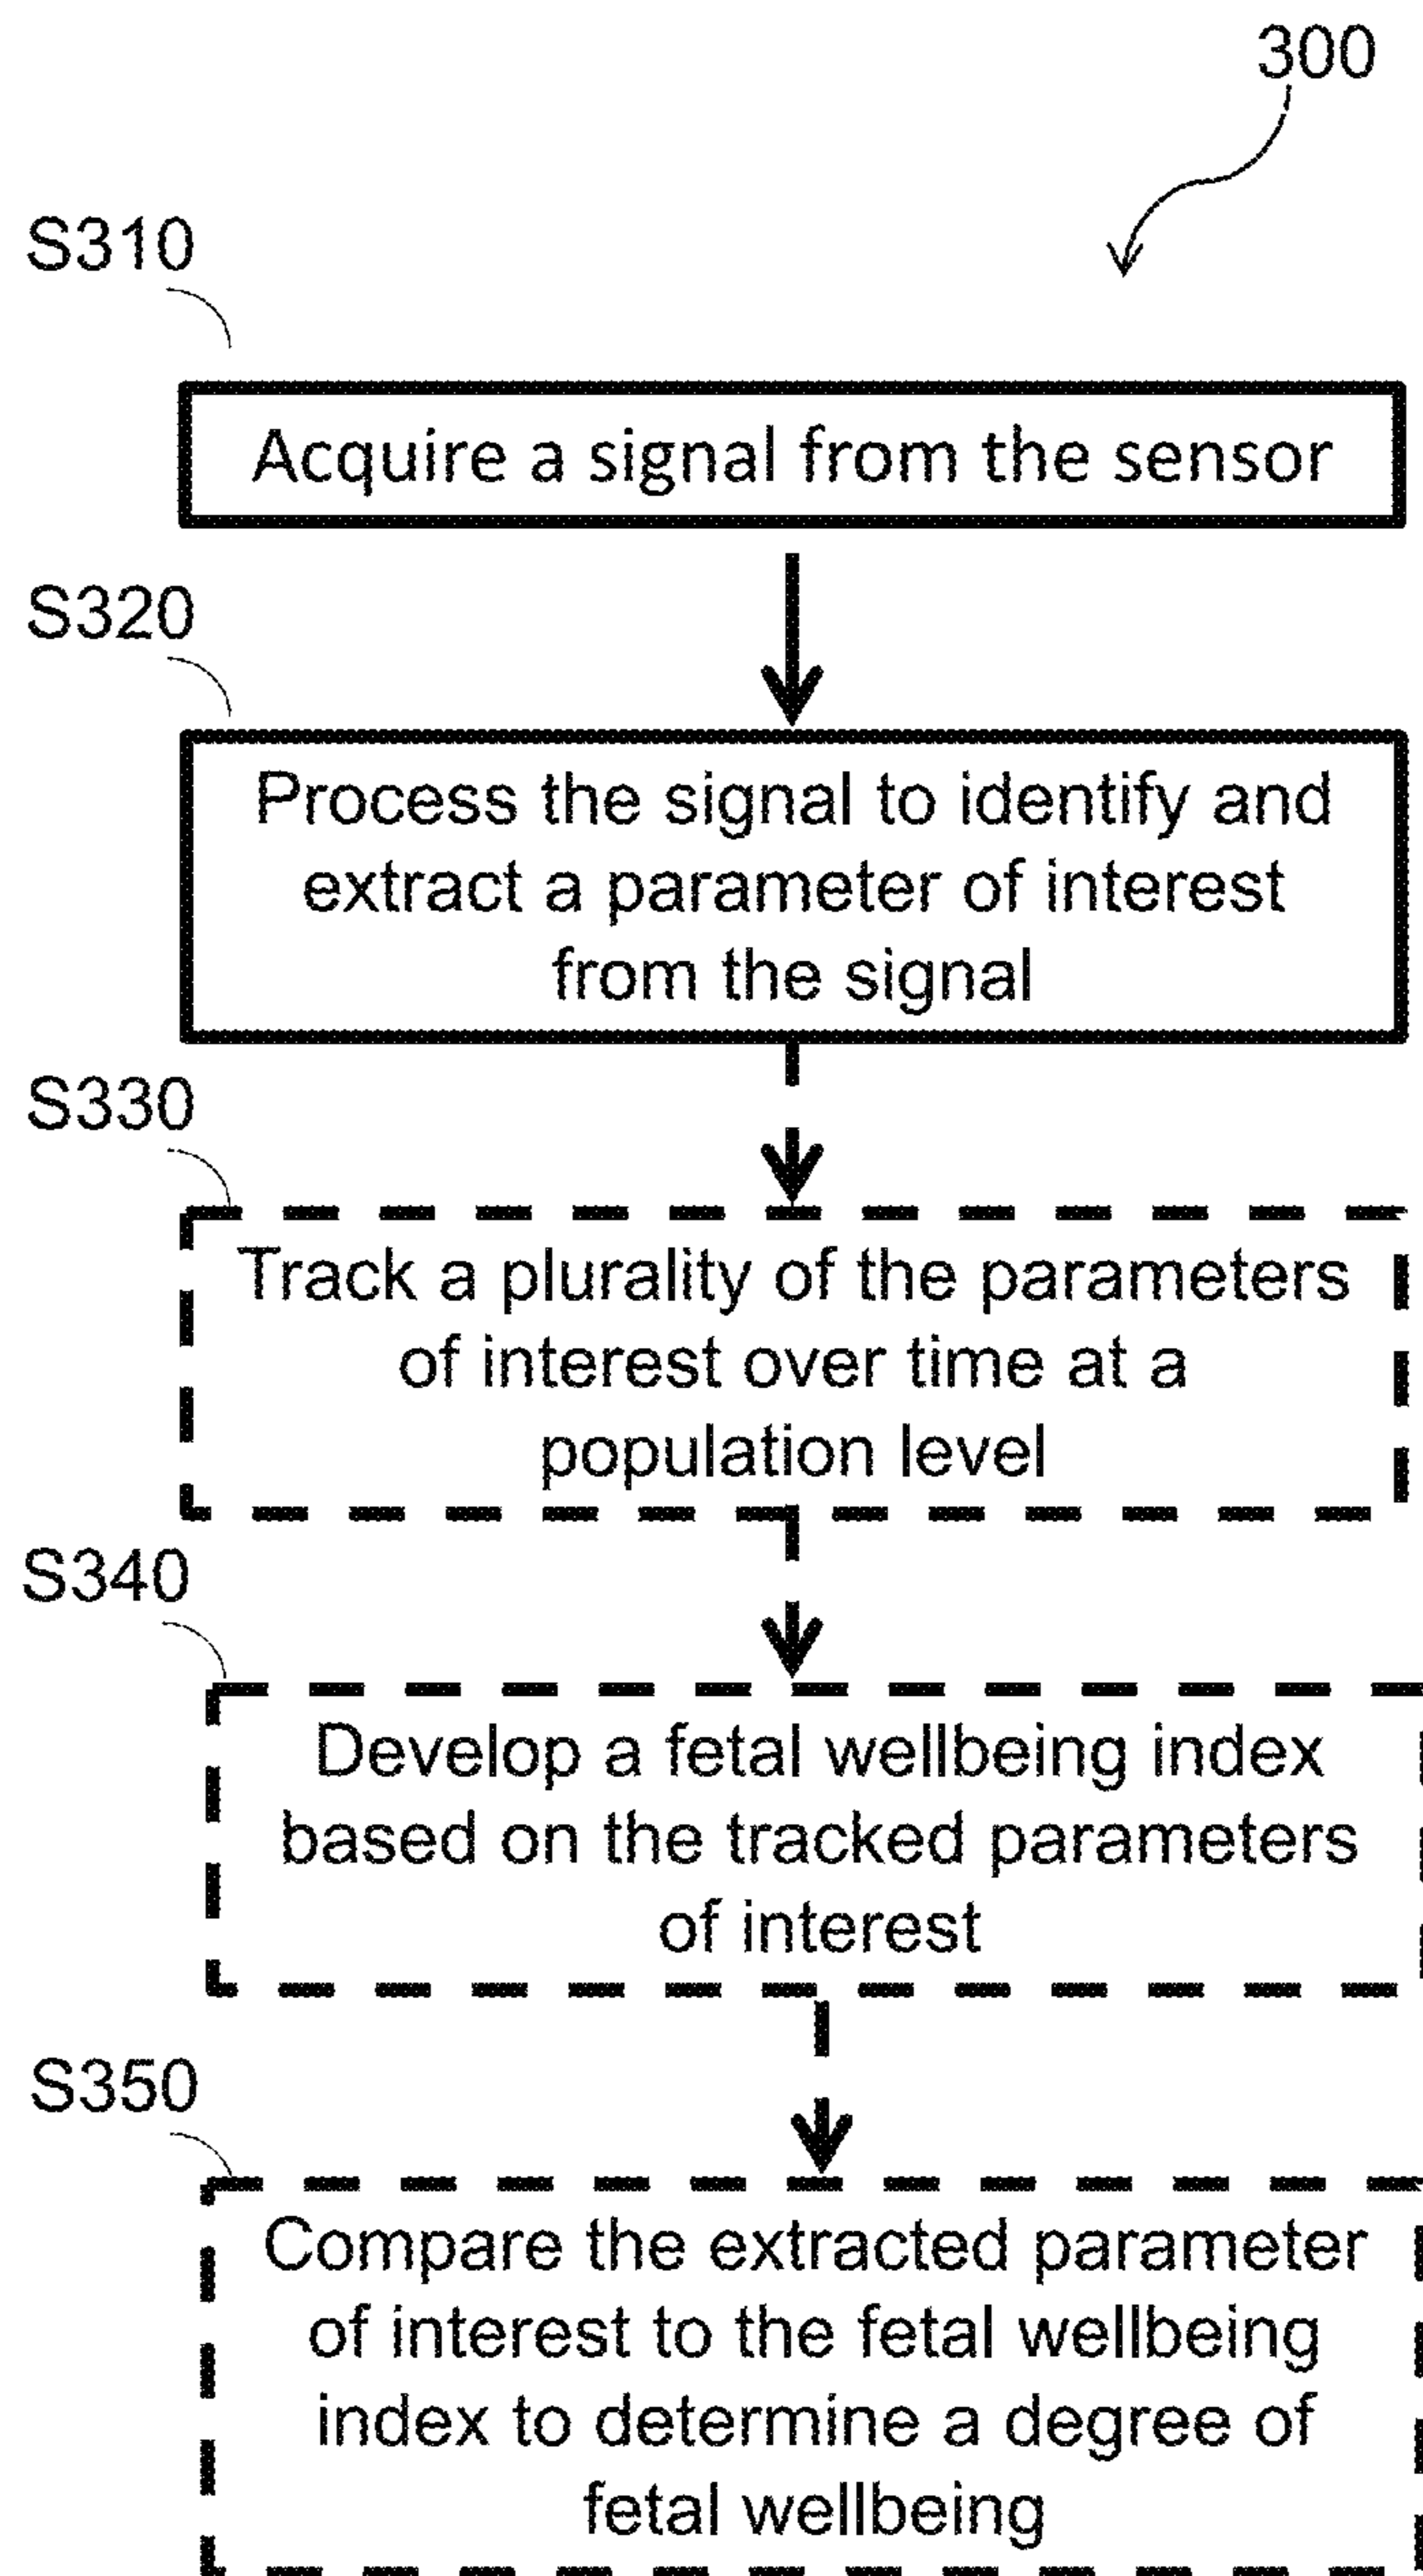 300
S310
Acquire a signal from the sensor
S320
Process the signal to identify and
extract a parameter of interest
from the signal
S330
Track a plurality of the parameters
of interest over time at a
population level
S340
Develop a fetal wellbeing index
based on the tracked parameters
of interest
S350
Compare the extracted parameter
of interest to the fetal wellbeing
index to determine a degree of
fetal wellbeing